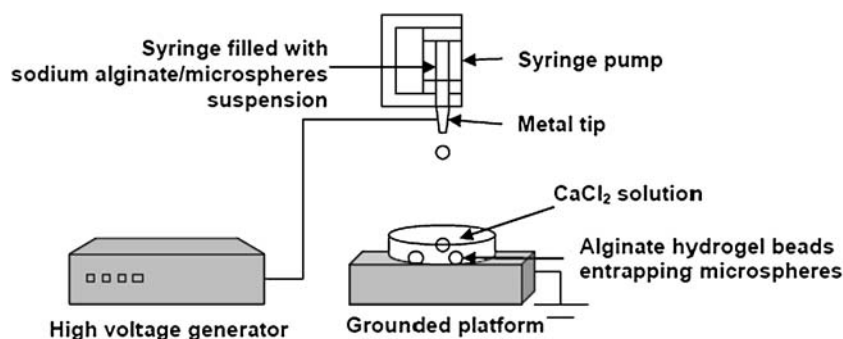 Syringe filled with
sodium alginate/microspheres
suspension
Syringe pump
Metal tip
CaCl₂ solution
Alginate hydrogel beads
entrapping microspheres
High voltage generator
Grounded platform